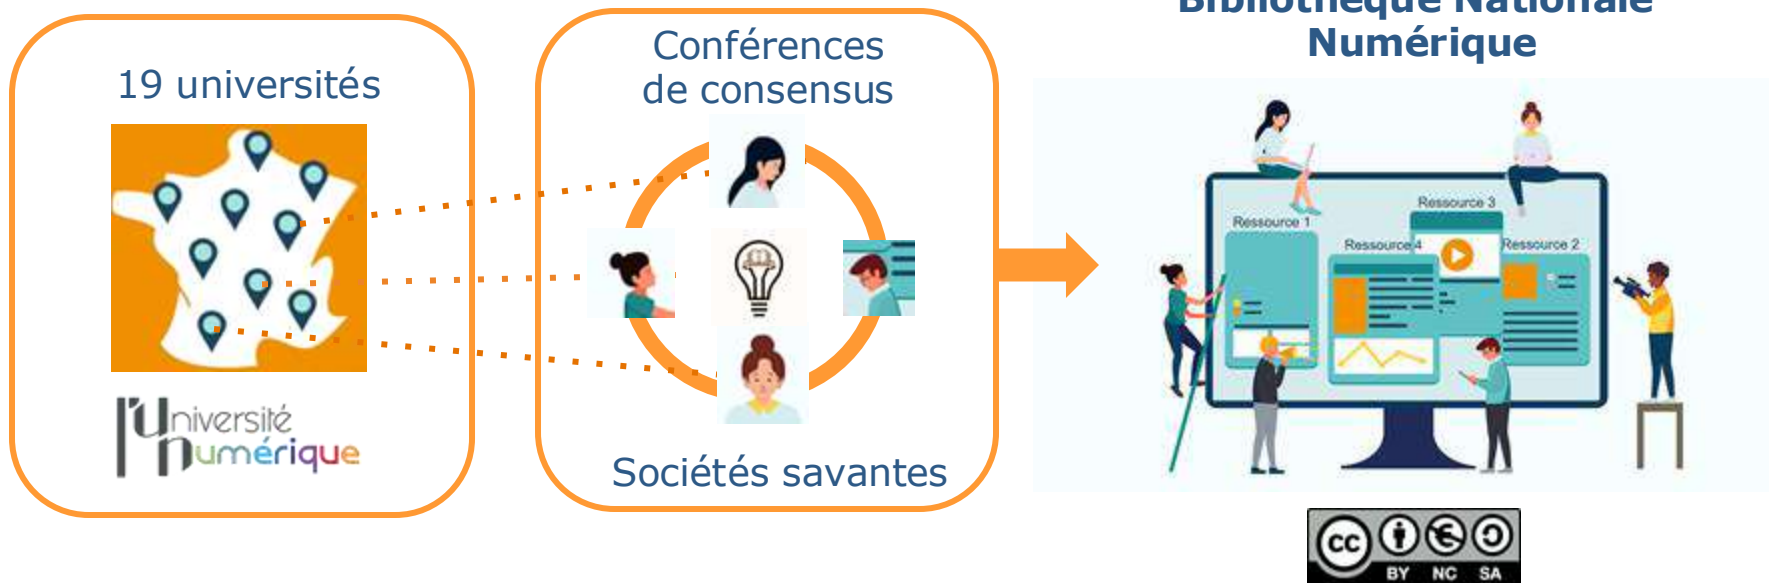 19 universités
l'Université
numérique
Conférences
de consensus
Sociétés savantes
Bibliothèque Nationale
Numérique
Ressource 3
Ressource 1
Ressource 4
Ressource 2
cc
BY NC SA